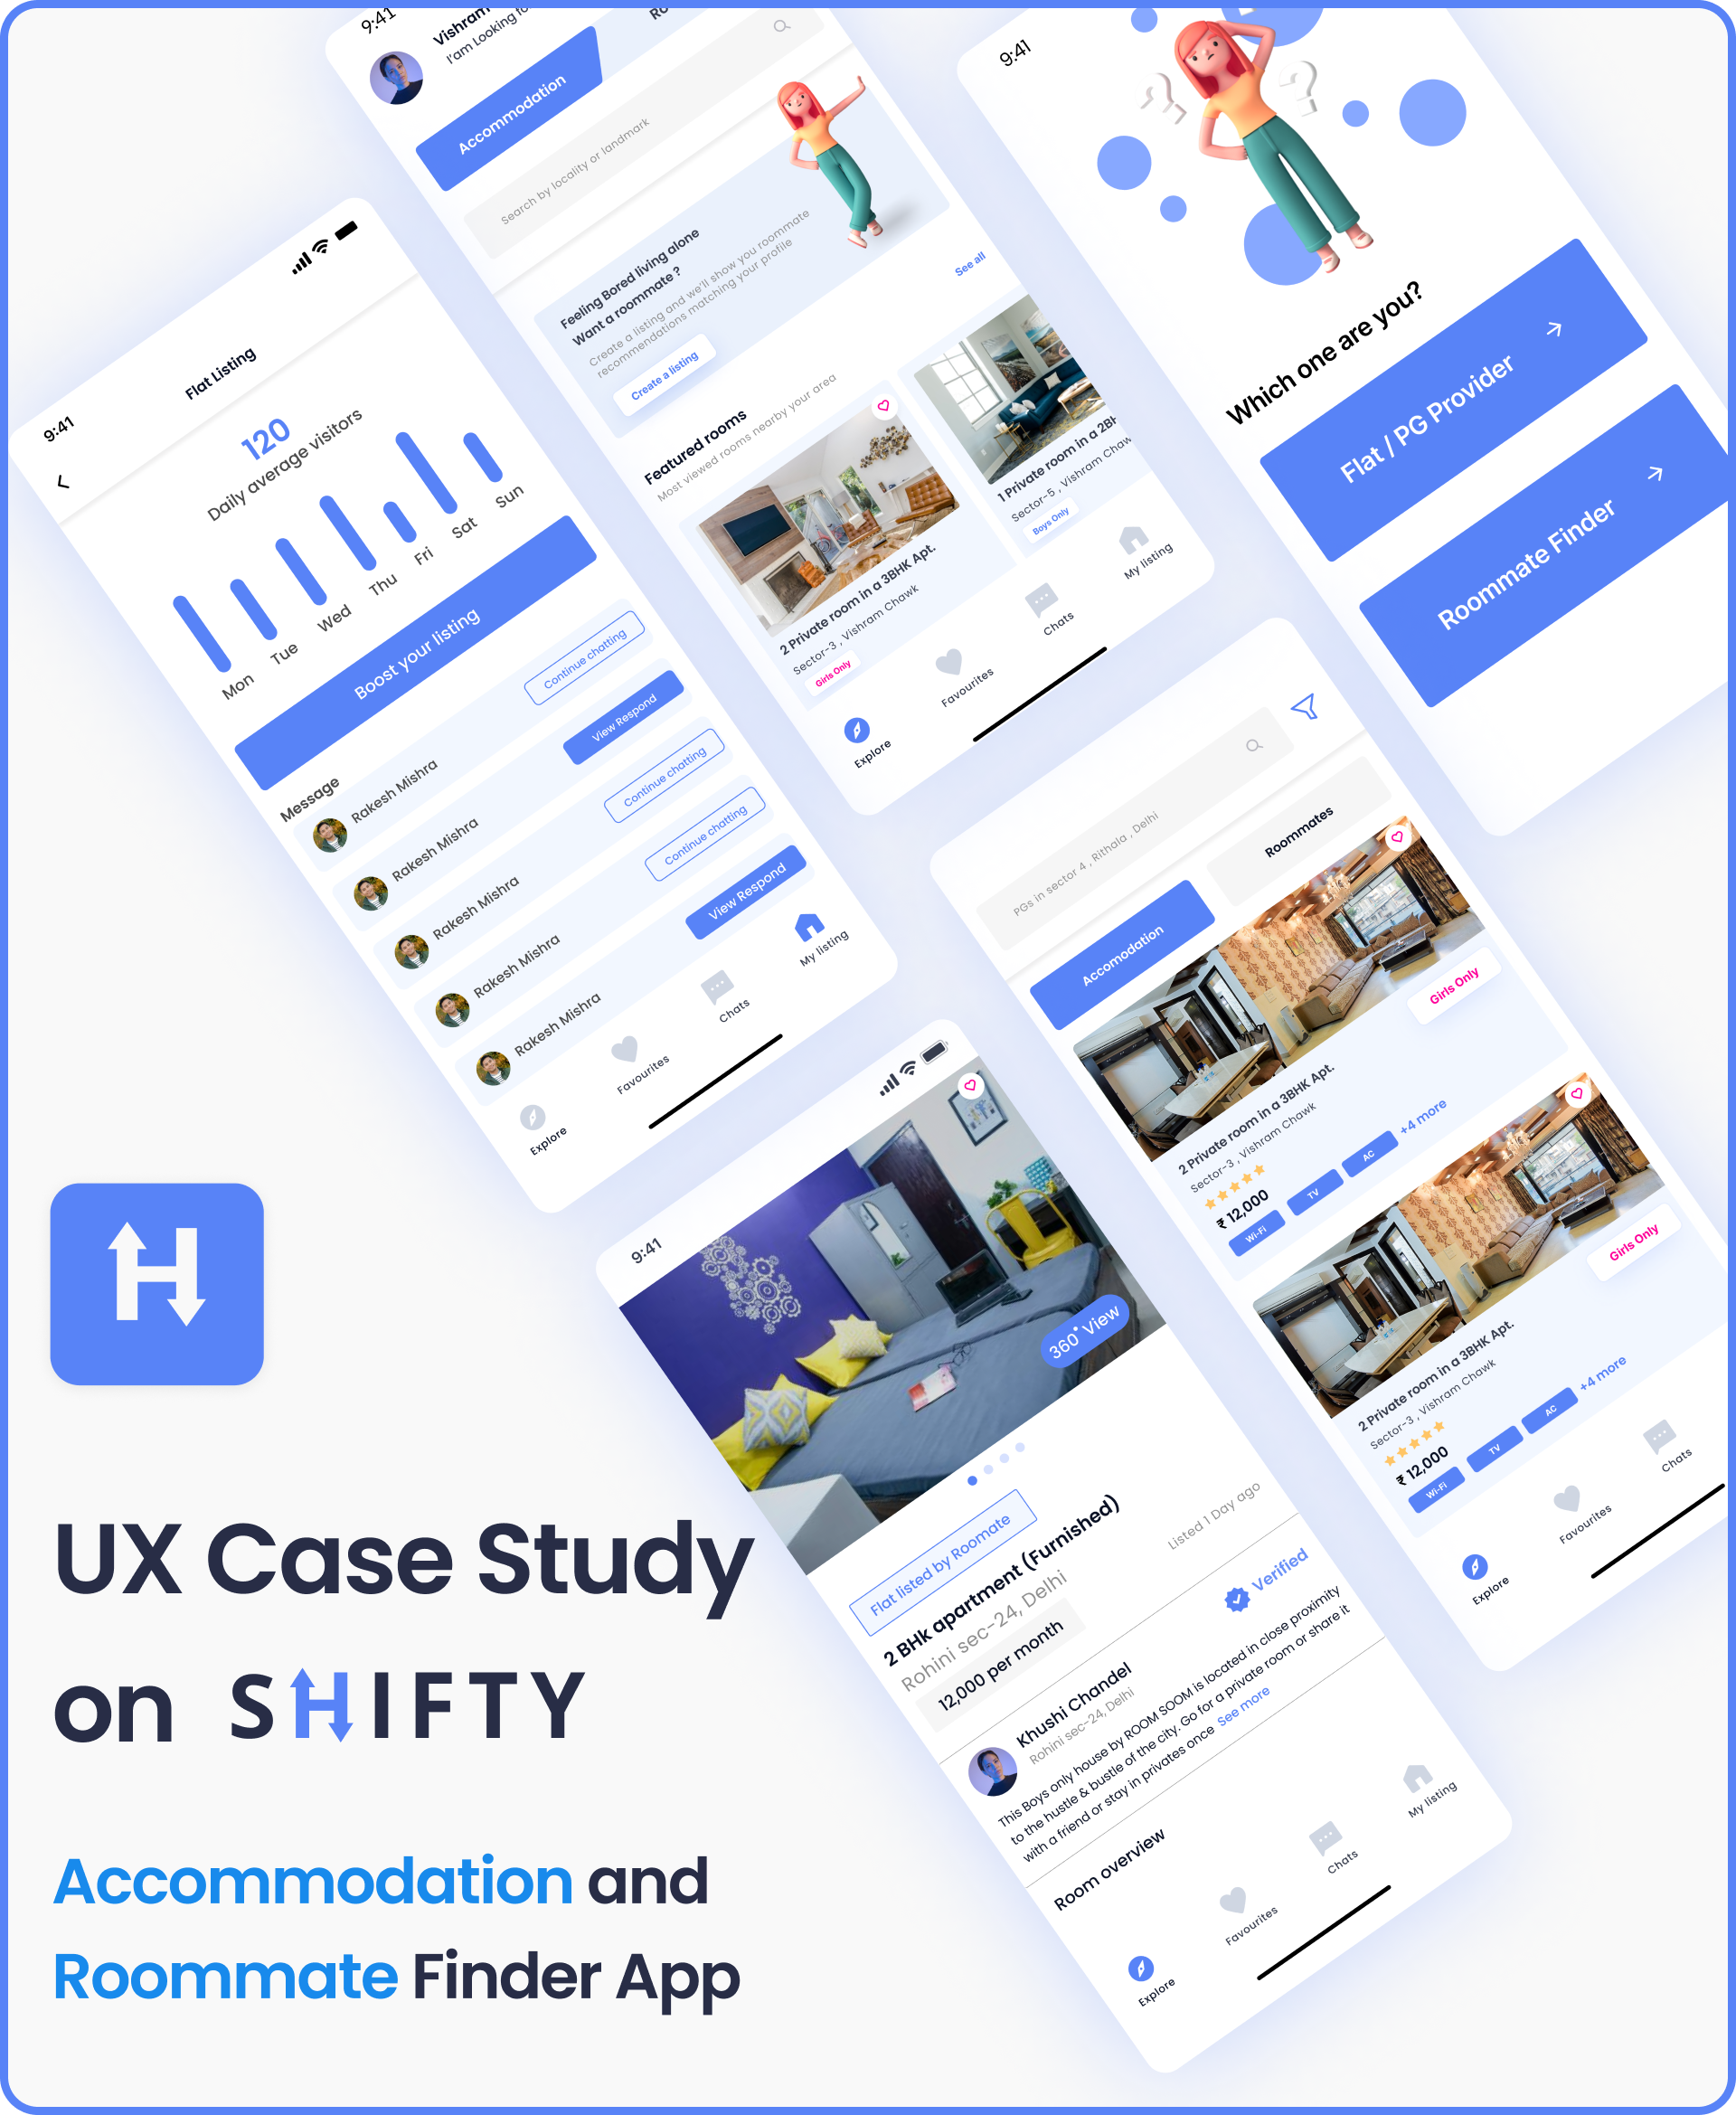 9:41
Vishram
I'am Looking fo
Accommodation
Ro
Search by locality or landmark
Feeling Bored living alone
Want a roommate ?
Create a listing and we'll show you roommate
recommendations matching your profile
Create a listing
See all
Featured rooms
Most viewed rooms nearby your area
2 Private room in a 3BHK Apt.
Sector-3 , Vishram Chawk
Girls Only
1 Private room in a 2BH
Sector-5 , Vishram Chaw
Boys Only
Explore
Favourites
Chats
My listing
9:41
Which one are you?
Flat / PG Provider
Roommate Finder
9:41
Flat Listing
120
Daily average visitors
Mon
Tue
Wed
Thu
Fri
Sat
Sun
Boost your listing
Message
Rakesh Mishra
Continue chatting
Rakesh Mishra
View Respond
Rakesh Mishra
Continue chatting
Rakesh Mishra
Continue chatting
Rakesh Mishra
View Respond
Explore
Favourites
Chats
My listing
PGs in sector 4 , Rithala , Delhi
Accomodation
Roommates
Girls Only
2 Private room in a 3BHK Apt.
Sector-3 , Vishram Chawk
₹ 12,000
Wi-Fi
TV
AC
+4 more
Girls Only
2 Private room in a 3BHK Apt.
Sector-3 , Vishram Chawk
₹ 12,000
Wi-Fi
TV
AC
+4 more
Explore
Favourites
Chats
9:41
360° View
Flat listed by Roomate
2 BHk apartment (Furnished)
Rohini sec-24, Delhi
Listed 1 Day ago
12,000 per month
Verified
Khushi Chandel
Rohini sec-24, Delhi
This Boys only house by ROOM SOOM is located in close proximity
to the hustle & bustle of the city. Go for a private room or share it
with a friend or stay in privates once See more
Room overview
Explore
Favourites
Chats
My listing
H
UX Case Study
on SHIFTY
Accommodation and
Roommate Finder App